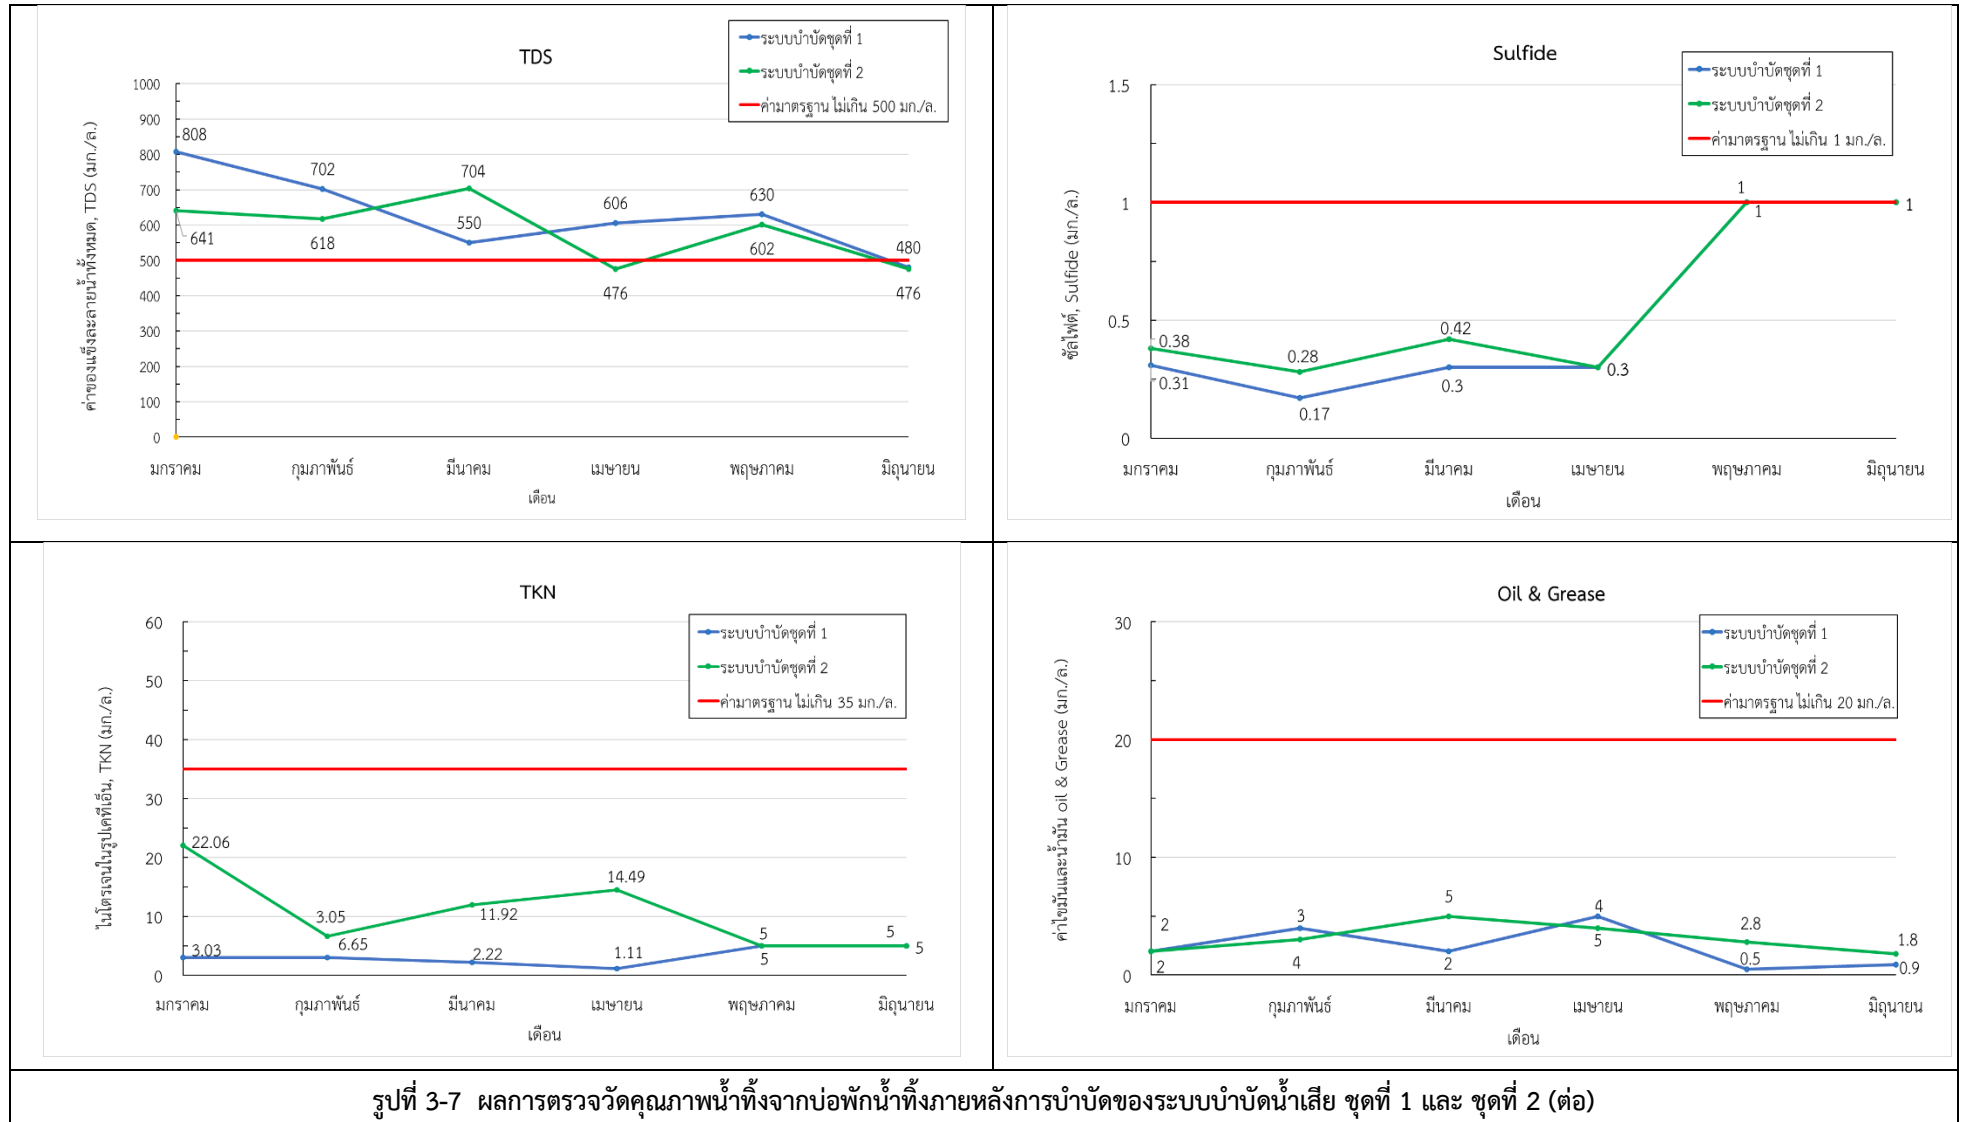 TDS
ระบบบำบัดชุดที่ 1
ระบบบำบัดชุดที่ 2
ค่ามาตรฐาน ไม่เกิน 500 มก./ล.
ค่าของแข็งละลายน้ำทั้งหมด, TDS (มก./ล.)
1000
900
800
700
600
500
400
300
200
100
0
808
702
550
606
630
480
641
618
704
476
602
476
มกราคม
กุมภาพันธ์
มีนาคม
เมษายน
พฤษภาคม
มิถุนายน
เดือน
Sulfide
ระบบบำบัดชุดที่ 1
ระบบบำบัดชุดที่ 2
ค่ามาตรฐาน ไม่เกิน 1 มก./ล.
ซัลไฟด์, Sulfide (มก./ล.)
1.5
1
0.5
0
0.38
0.28
0.42
0.3
1
1
1
0.31
0.17
0.3
มกราคม
กุมภาพันธ์
มีนาคม
เมษายน
พฤษภาคม
มิถุนายน
เดือน
TKN
ระบบบำบัดชุดที่ 1
ระบบบำบัดชุดที่ 2
ค่ามาตรฐาน ไม่เกิน 35 มก./ล.
ไนโตรเจนในรูปเคทีเอ็น, TKN (มก./ล.)
60
50
40
30
20
10
0
22.06
3.05
11.92
14.49
5
5
3.03
6.65
2.22
1.11
5
5
มกราคม
กุมภาพันธ์
มีนาคม
เมษายน
พฤษภาคม
มิถุนายน
เดือน
Oil & Grease
ระบบบำบัดชุดที่ 1
ระบบบำบัดชุดที่ 2
ค่ามาตรฐาน ไม่เกิน 20 มก./ล.
ค่าไขมันและน้ำมัน oil & Grease (มก./ล.)
30
20
10
0
2
3
5
4
2.8
1.8
2
4
2
5
0.5
0.9
มกราคม
กุมภาพันธ์
มีนาคม
เมษายน
พฤษภาคม
มิถุนายน
เดือน
รูปที่ 3-7 ผลการตรวจวัดคุณภาพน้ำทิ้งจากบ่อพักน้ำทิ้งภายหลังการบำบัดของระบบบำบัดน้ำเสีย ชุดที่ 1 และ ชุดที่ 2 (ต่อ)